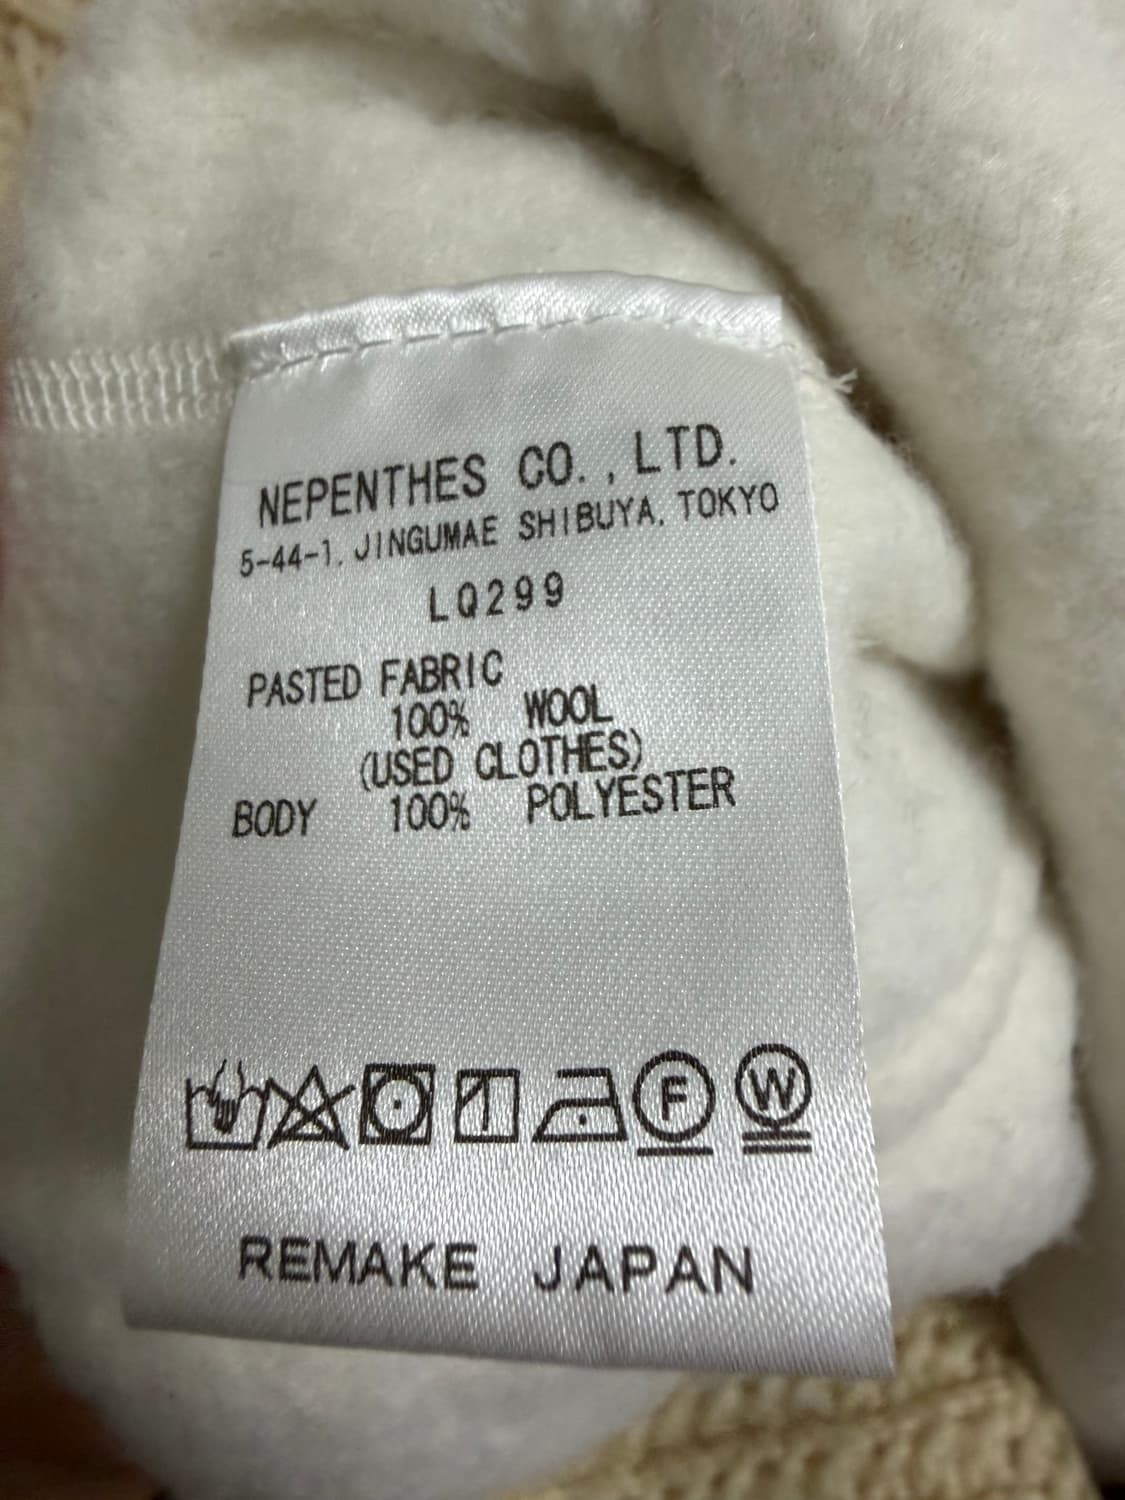 NEPENTHES CO.,LTD.
5-44-1, JINGUMAE SHIBUYA, TOKYO
LQ299
PASTED FABRIC
100% WOOL
(USED CLOTHES)
BODY 100% POLYESTER
F W
REMAKE JAPAN